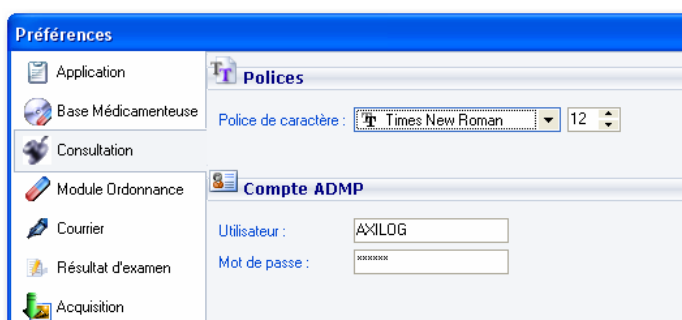 Préférences
Application
Base Médicamenteuse
Consultation
Module Ordonnance
Courrier
Résultat d'examen
Acquisition
Polices
Police de caractère : Times New Roman 12
Compte ADMP
Utilisateur : AXILOG
Mot de passe : ××××××